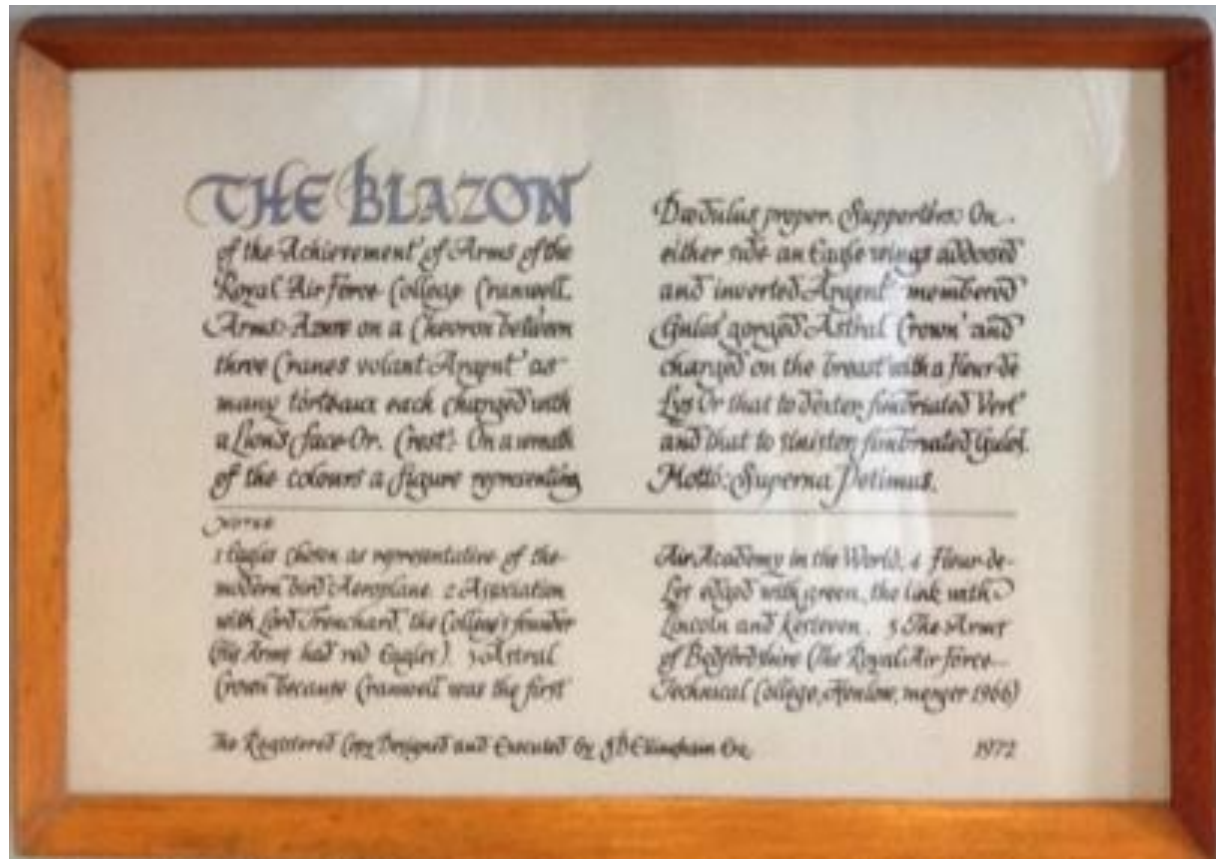 THE BLAZON
of the Achievement of Arms of the
Royal Air Force College Cranwell.
Arms: Azure on a Chevron between
three Cranes volant Argent as
many torteaux each charged with
a Lion's face Or. Crest: On a wreath
of the colours a figure representing
Dædulus proper. Supporters: On
either side an Eagle wings addosed
and inverted Argent membered
Gules gorged Astral Crown and
charged on the breast with a fleur-de
Lys Or that to dexter fimbriated Vert
and that to sinister fimbriated Gules.
Motto: Superna Petimus.
Notes
1 Eagles chosen as representative of the
modern bird Aeroplane. 2 Association
with Lord Trenchard, the College's founder
(his Arms had red Eagles). 3 Astral
Crown because Cranwell was the first
Air Academy in the World. 4 Fleur-de-
Lys edged with green, the link with
Lincoln and Kesteven. 5 The Arms
of Bedfordshire (The Royal Air Force
Technical College, Henlow, merger 1966)
The Registered Copy Designed and Executed by Ellingham Esq. 1972